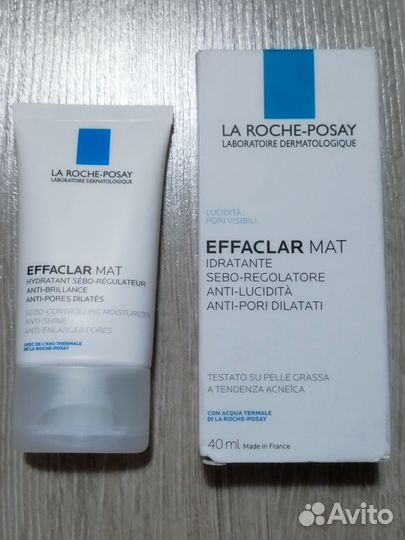 LA ROCHE-POSAY
LABORATOIRE DERMATOLOGIQUE
EFFACLAR MAT
HYDRATANT SÉBO-RÉGULATEUR
ANTI-BRILLANCE
ANTI-PORES DILATÉS
SEBO-CONTROLLING MOISTURIZER
ANTI-SHINE
ANTI-ENLARGED PORES
AVEC DE L'EAU THERMALE
DE LA ROCHE-POSAY
LA ROCHE-POSAY
LABORATOIRE DERMATOLOGIQUE
LUCIDITÀ
PORI VISIBILI
EFFACLAR MAT
IDRATANTE
SEBO-REGOLATORE
ANTI-LUCIDITÀ
ANTI-PORI DILATATI
TESTATO SU PELLE GRASSA
A TENDENZA ACNEICA
CON ACQUA TERMALE
DI LA ROCHE-POSAY
40 ml Made in France
Avito